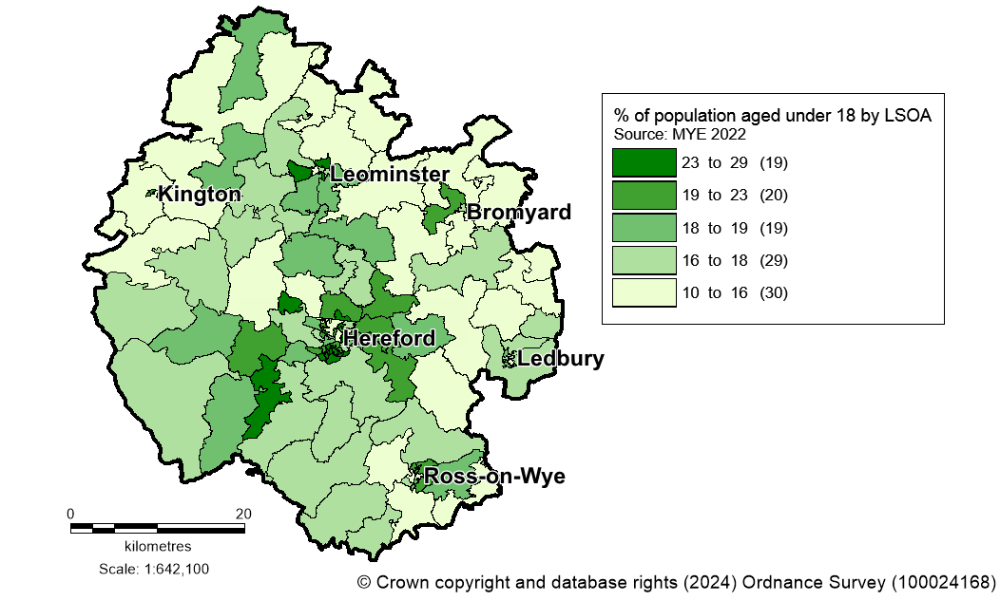 % of population aged under 18 by LSOA
Source: MYE 2022
23 to 29 (19)
19 to 23 (20)
18 to 19 (19)
16 to 18 (29)
10 to 16 (30)
Leominster
Kington
Bromyard
Hereford
Ledbury
Ross-on-Wye
0 20
kilometres
Scale: 1:642,100
© Crown copyright and database rights (2024) Ordnance Survey (100024168)